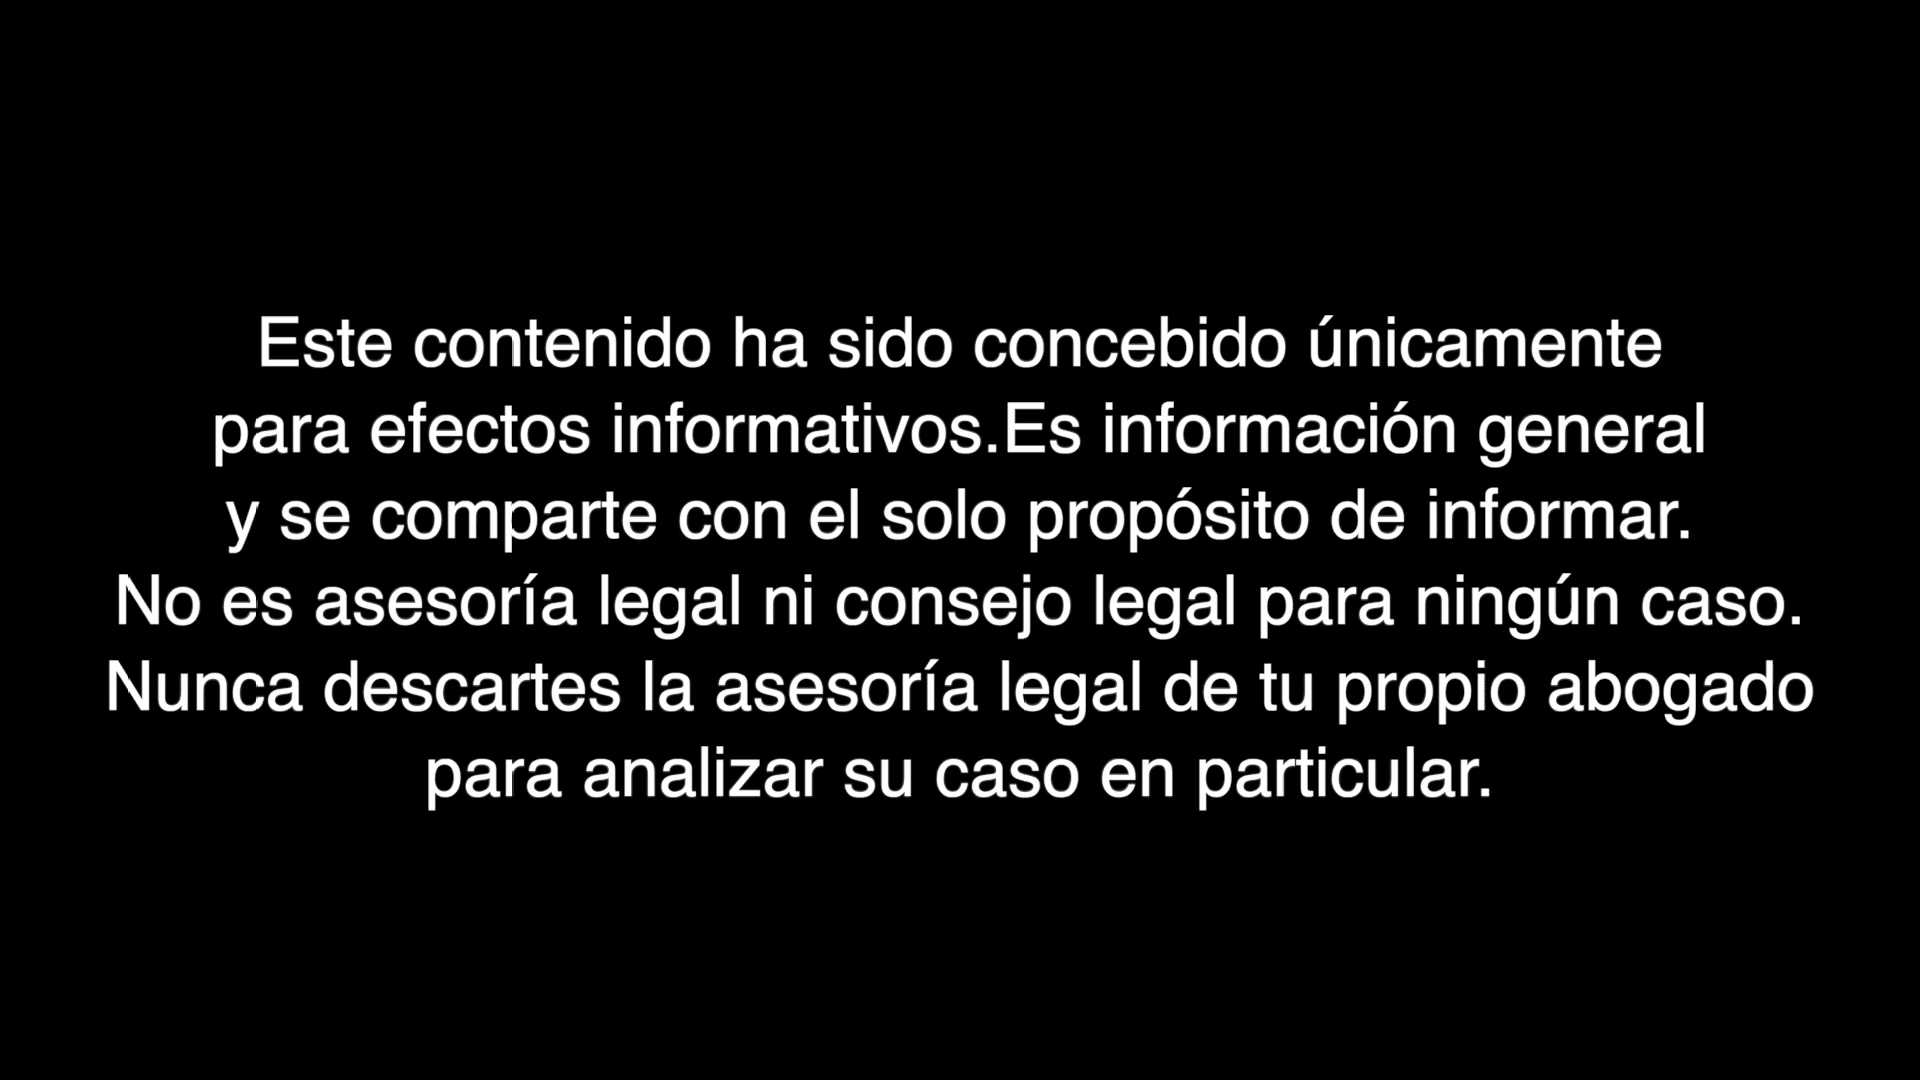 Este contenido ha sido concebido únicamente
para efectos informativos.Es información general
y se comparte con el solo propósito de informar.
No es asesoría legal ni consejo legal para ningún caso.
Nunca descartes la asesoría legal de tu propio abogado
para analizar su caso en particular.